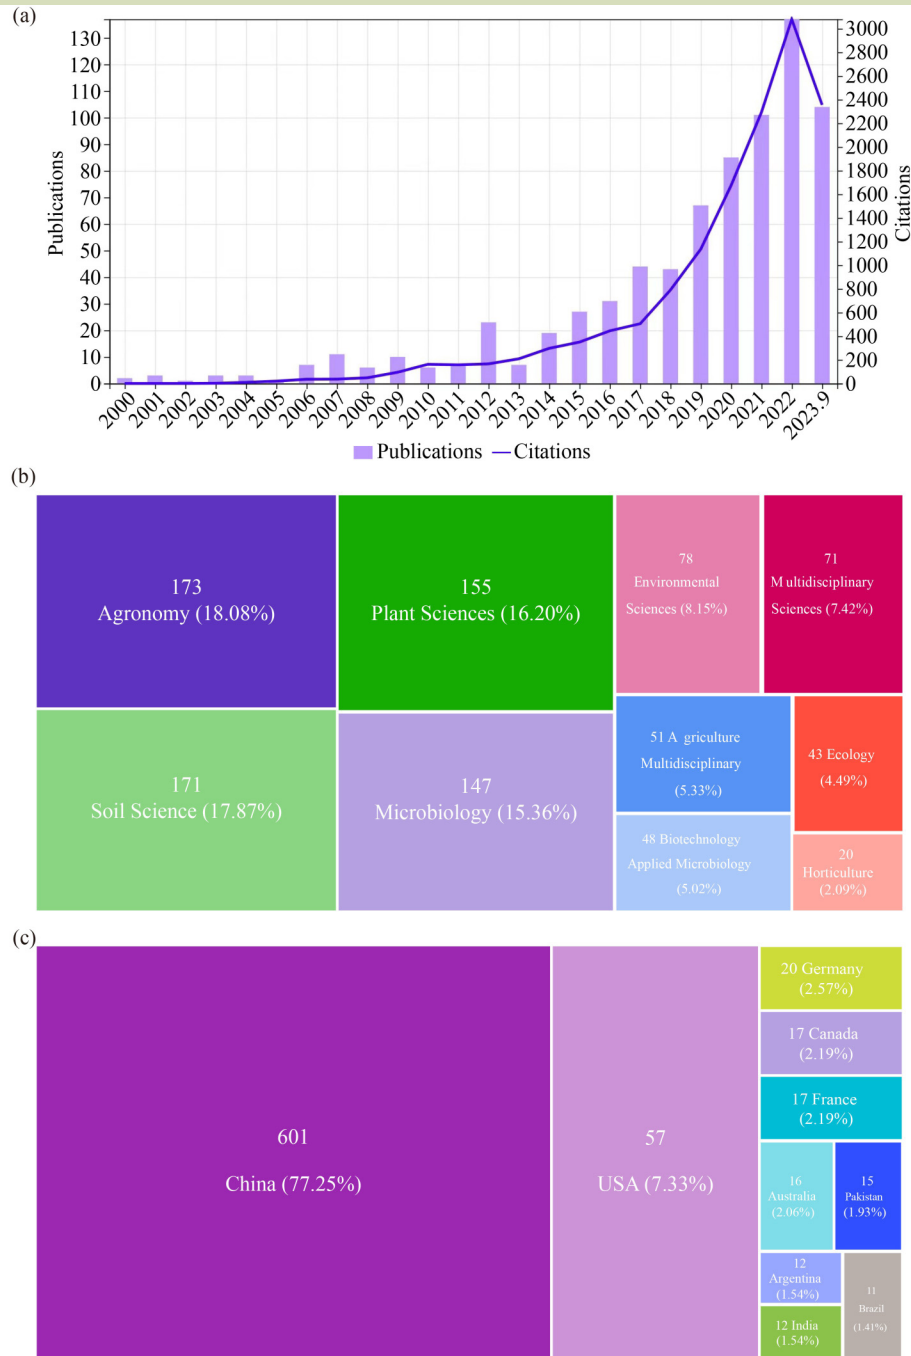 (a)
130
120
110
100
90
80
70
60
50
40
30
20
10
0
Publications
3000
2800
2600
2400
2200
2000
1800
1600
1400
1200
1000
800
600
400
200
0
Citations
2000 2001 2002 2003 2004 2005 2006 2007 2008 2009 2010 2011 2012 2013 2014 2015 2016 2017 2018 2019 2020 2021 2022 2023.9
Publications Citations
(b)
173
Agronomy (18.08%)
155
Plant Sciences (16.20%)
78
Environmental
Sciences (8.15%)
71
M ultidisciplinary
Sciences (7.42%)
171
Soil Science (17.87%)
147
Microbiology (15.36%)
51 A griculture
Multidisciplinary
(5.33%)
43 Ecology
(4.49%)
48 Biotechnology
Applied Microbiology
(5.02%)
20
Horticulture
(2.09%)
(c)
601
China (77.25%)
57
USA (7.33%)
20 Germany
(2.57%)
17 Canada
(2.19%)
17 France
(2.19%)
16
Australia
(2.06%)
15
Pakistan
(1.93%)
12
Argentina
(1.54%)
11
Brazil
(1.41%)
12 India
(1.54%)